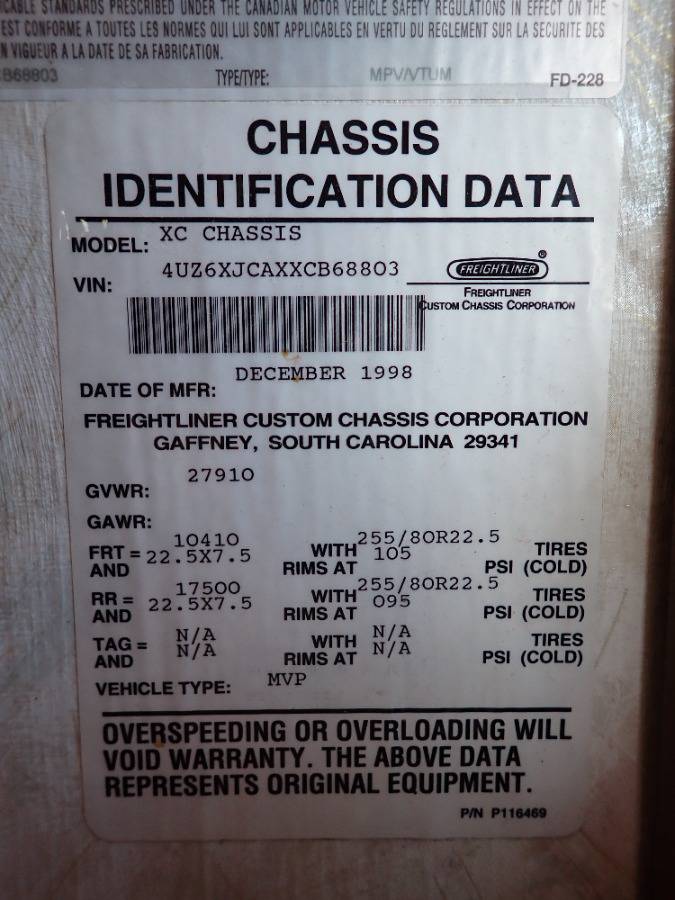 CABLE STANDARDS PRESCRIBED UNDER THE CANADIAN MOTOR VEHICLE SAFETY REGULATIONS IN EFFECT ON THE
EST CONFORME A TOUTES LES NORMES QUI LUI SONT APPLICABLES EN VERTU DU REGLEMENT SUR LA SECURITE DES
N VIGUEUR A LA DATE DE SA FABRICATION.
B68803 TYPE/TYPE: MPV/VTUM FD-228
CHASSIS
IDENTIFICATION DATA
MODEL: XC CHASSIS
VIN: 4UZ6XJCAXXCB68803
FREIGHTLINER®
FREIGHTLINER
CUSTOM CHASSIS CORPORATION
DATE OF MFR: DECEMBER 1998
FREIGHTLINER CUSTOM CHASSIS CORPORATION
GAFFNEY, SOUTH CAROLINA 29341
GVWR: 27910
GAWR:
FRT = 10410 WITH 255/80R22.5 TIRES
AND 22.5X7.5 RIMS AT 105 PSI (COLD)
RR = 17500 WITH 255/80R22.5 TIRES
AND 22.5X7.5 RIMS AT 095 PSI (COLD)
TAG = N/A WITH N/A TIRES
AND N/A RIMS AT N/A PSI (COLD)
VEHICLE TYPE: MVP
OVERSPEEDING OR OVERLOADING WILL
VOID WARRANTY. THE ABOVE DATA
REPRESENTS ORIGINAL EQUIPMENT.
P/N P116469